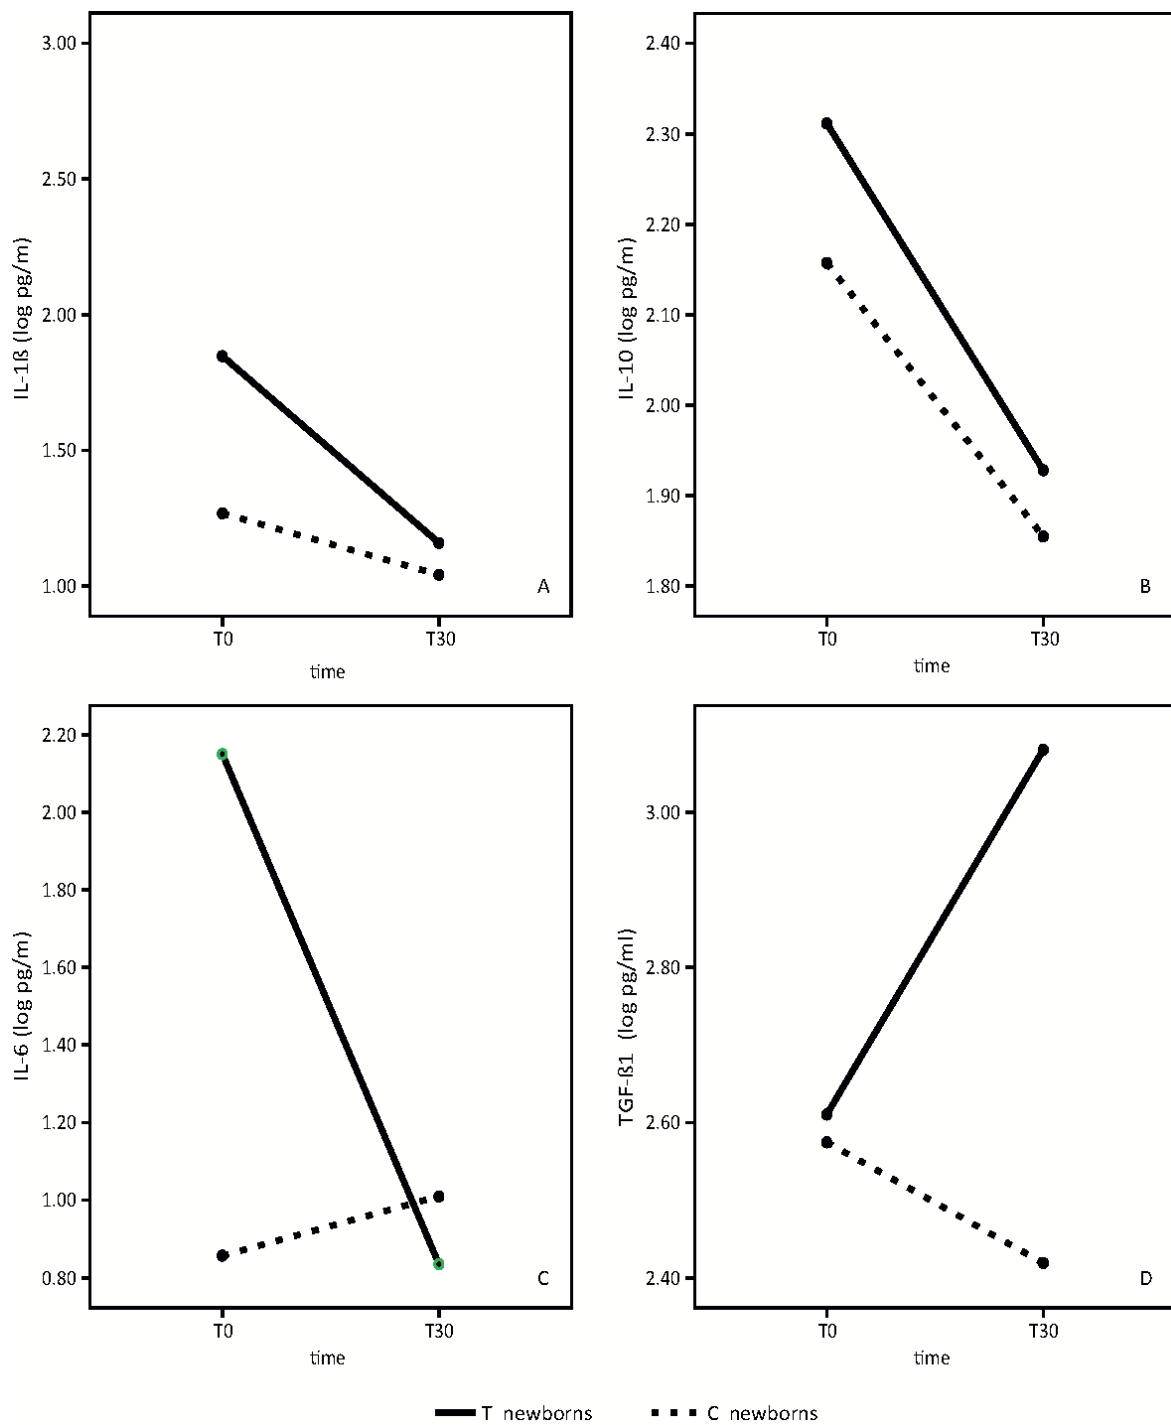 3.00
2.50
2.00
1.50
1.00
IL-1ß (log pg/m)
A
T0 T30
time
2.40
2.30
2.20
2.10
2.00
1.90
1.80
IL-10 (log pg/m)
B
T0 T30
time
2.20
2.00
1.80
1.60
1.40
1.20
1.00
0.80
IL-6 (log pg/m)
C
T0 T30
time
3.00
2.80
2.60
2.40
TGF-ß1 (log pg/ml)
D
T0 T30
time
T newborns C newborns